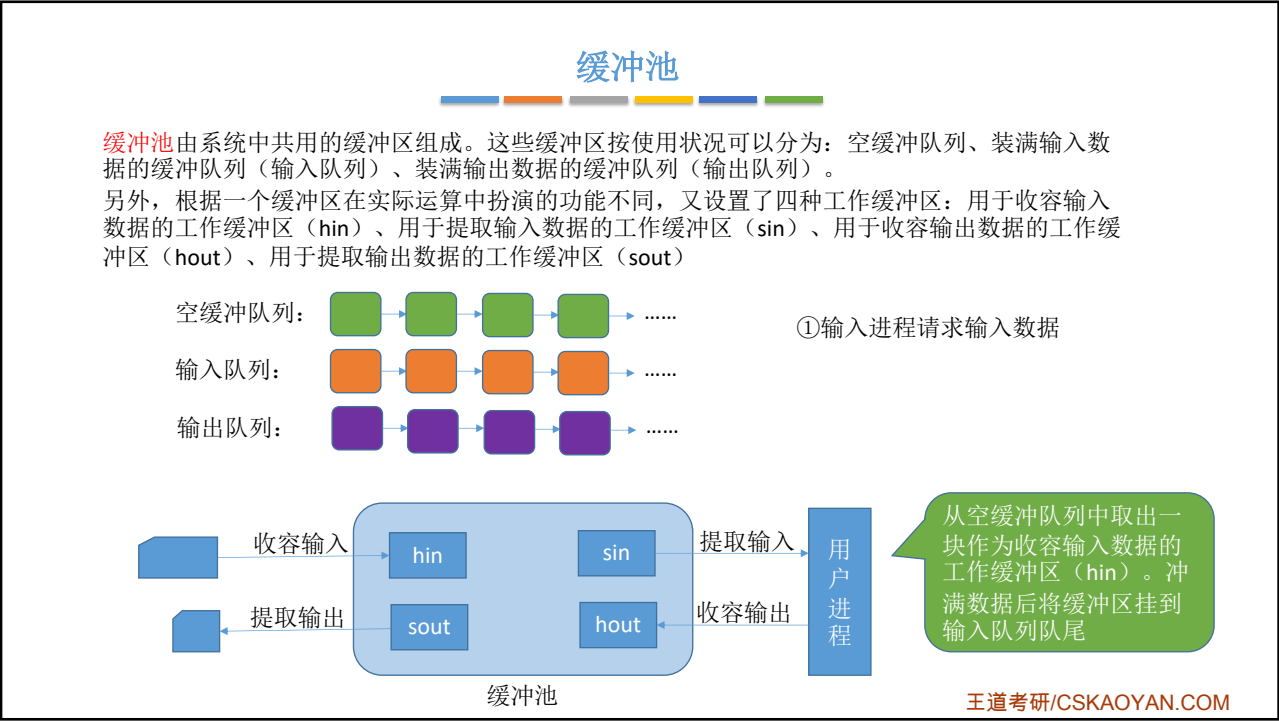 缓冲池
缓冲池由系统中共用的缓冲区组成。这些缓冲区按使用状况可以分为：空缓冲队列、装满输入数
据的缓冲队列（输入队列）、装满输出数据的缓冲队列（输出队列）。
另外，根据一个缓冲区在实际运算中扮演的功能不同，又设置了四种工作缓冲区：用于收容输入
数据的工作缓冲区（hin）、用于提取输入数据的工作缓冲区（sin）、用于收容输出数据的工作缓
冲区（hout）、用于提取输出数据的工作缓冲区（sout）
空缓冲队列：
……
①输入进程请求输入数据
输入队列：
……
输出队列：
……
收容输入
hin
sin
提取输入
提取输出
sout
hout
收容输出
用户进程
从空缓冲队列中取出一
块作为收容输入数据的
工作缓冲区（hin）。冲
满数据后将缓冲区挂到
输入队列队尾
缓冲池
王道考研/CSKAOYAN.COM